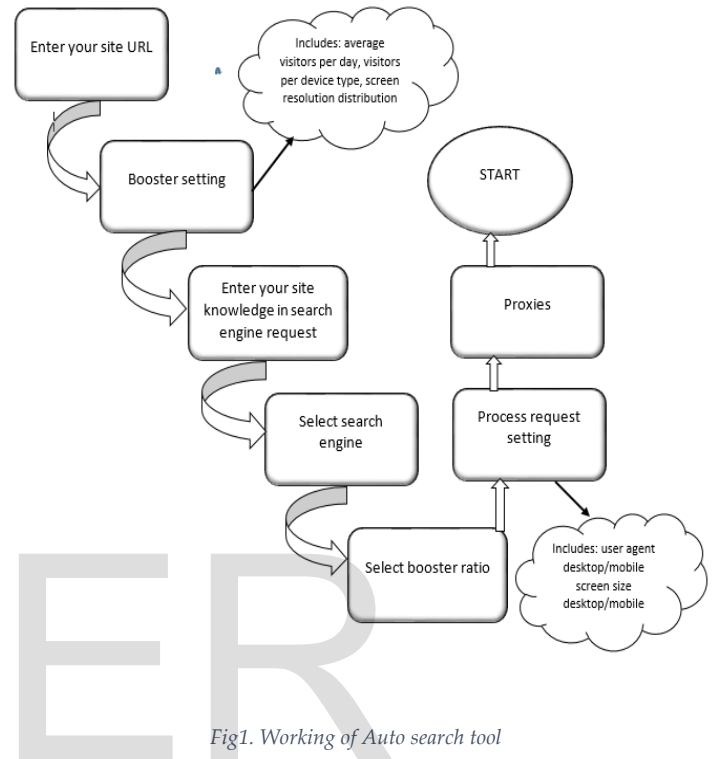 Enter your site URL
Includes: average
visitors per day, visitors
per device type, screen
resolution distribution
Booster setting
Enter your site
knowledge in search
engine request
Select search
engine
Select booster ratio
Process request
setting
Includes: user agent
desktop/mobile
screen size
desktop/mobile
Proxies
START
ER
Fig1. Working of Auto search tool